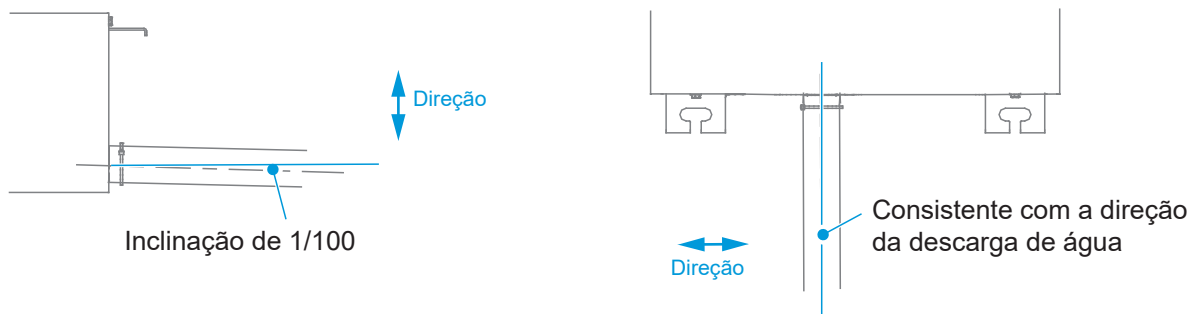 Direção
Inclinação de 1/100
Consistente com a direção
da descarga de água
Direção